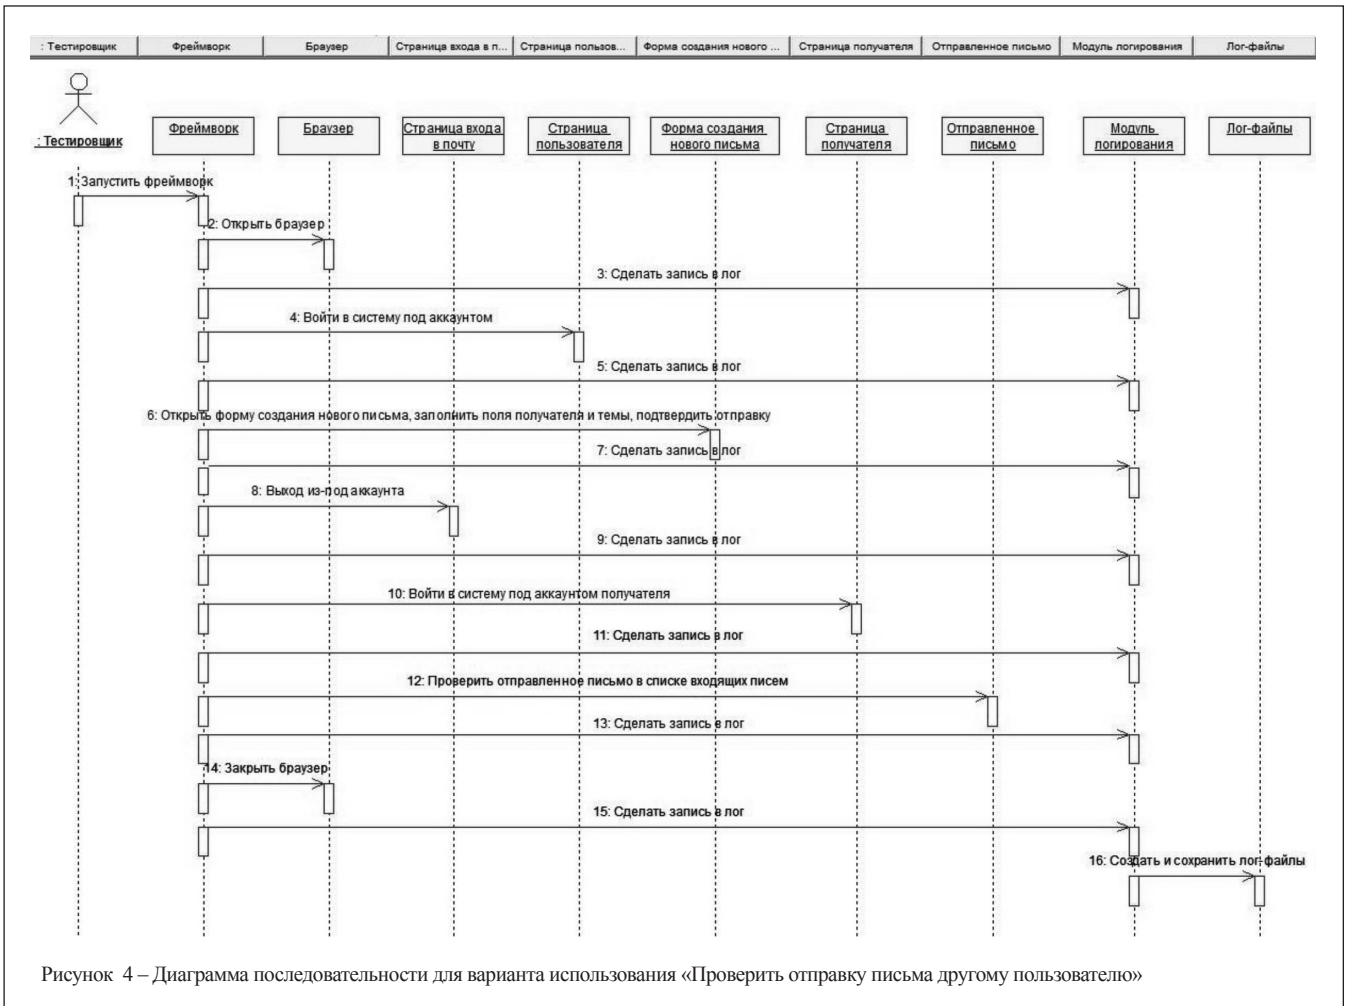 : Тестировщик Фреймворк Браузер Страница входа в п... Страница пользов... Форма создания нового ... Страница получателя Отправленное письмо Модуль логирования Лог-файлы
: Тестировщик
Фреймворк
Браузер
Страница входа
в почту
Страница
пользователя
Форма создания
нового письма
Страница
получателя
Отправленное
письмо
Модуль
логирования
Лог-файлы
1: Запустить фреймворк
2: Открыть браузер
3: Сделать запись в лог
4: Войти в систему под аккаунтом
5: Сделать запись в лог
6: Открыть форму создания нового письма, заполнить поля получателя и темы, подтвердить отправку
7: Сделать запись в лог
8: Выход из-под аккаунта
9: Сделать запись в лог
10: Войти в систему под аккаунтом получателя
11: Сделать запись в лог
12: Проверить отправленное письмо в списке входящих писем
13: Сделать запись в лог
14: Закрыть браузер
15: Сделать запись в лог
16: Создать и сохранить лог-файлы
Рисунок 4 – Диаграмма последовательности для варианта использования «Проверить отправку письма другому пользователю»